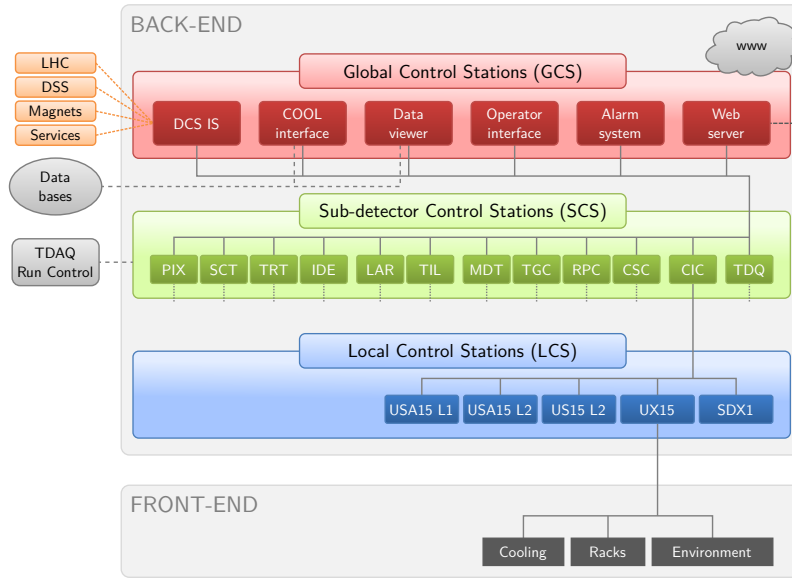 BACK-END
www
LHC
DSS
Magnets
Services
Global Control Stations (GCS)
DCS IS
COOL
interface
Data
viewer
Operator
interface
Alarm
system
Web
server
Data
bases
Sub-detector Control Stations (SCS)
TDAQ
Run Control
PIX
SCT
TRT
IDE
LAR
TIL
MDT
TGC
RPC
CSC
CIC
TDQ
Local Control Stations (LCS)
USA15 L1
USA15 L2
US15 L2
UX15
SDX1
FRONT-END
Cooling
Racks
Environment